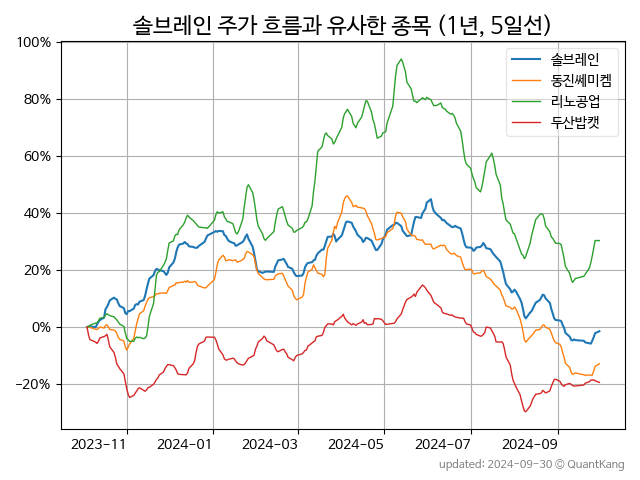 솔브레인 주가 흐름과 유사한 종목 (1년, 5일선)
100%
80%
60%
40%
20%
0%
−20%
솔브레인
동진쎄미켐
리노공업
두산밥캣
2023-11
2024-01
2024-03
2024-05
2024-07
2024-09
updated: 2024-09-30 © QuantKang